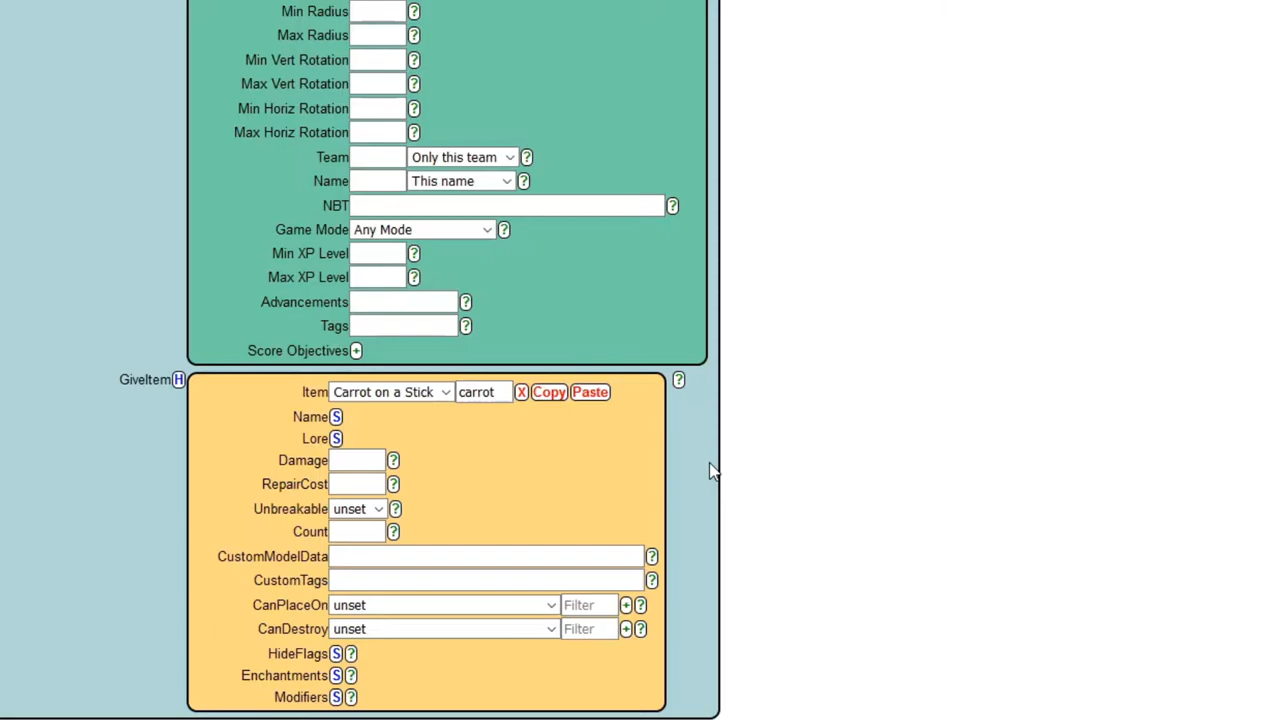 Min Radius ?
Max Radius ?
Min Vert Rotation ?
Max Vert Rotation ?
Min Horiz Rotation ?
Max Horiz Rotation ?
Team Only this team ?
Name This name ?
NBT ?
Game Mode Any Mode ?
Min XP Level ?
Max XP Level ?
Advancements ?
Tags ?
Score Objectives +
GiveItem H ?
Item Carrot on a Stick carrot X Copy Paste
Name S
Lore S
Damage ?
RepairCost ?
Unbreakable unset ?
Count ?
CustomModelData ?
CustomTags ?
CanPlaceOn unset Filter + ?
CanDestroy unset Filter + ?
HideFlags S ?
Enchantments S ?
Modifiers S ?